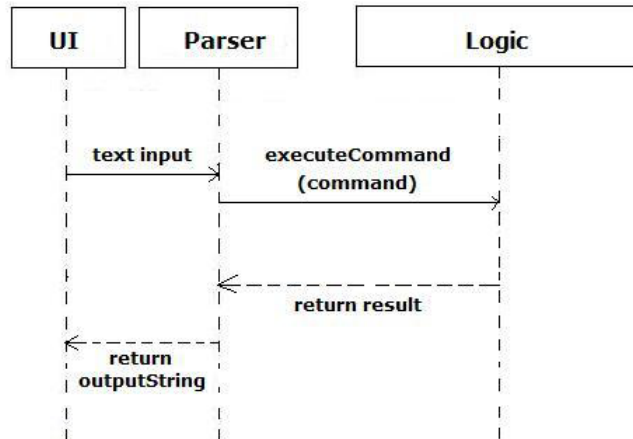 UI
Parser
Logic
text input
executeCommand
(command)
return result
return
outputString